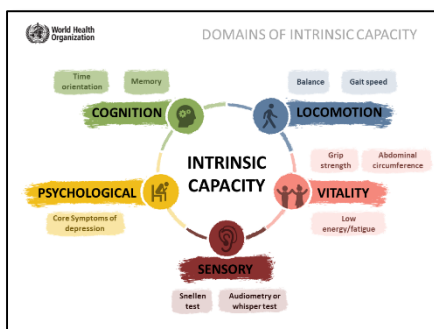 World Health
Organization
DOMAINS OF INTRINSIC CAPACITY
Time
orientation
Memory
COGNITION
Balance
Gait speed
LOCOMOTION
INTRINSIC
CAPACITY
Grip
strength
Abdominal
circumference
VITALITY
Low
energy/fatigue
PSYCHOLOGICAL
Core Symptoms of
depression
SENSORY
Snellen
test
Audiometry or
whisper test